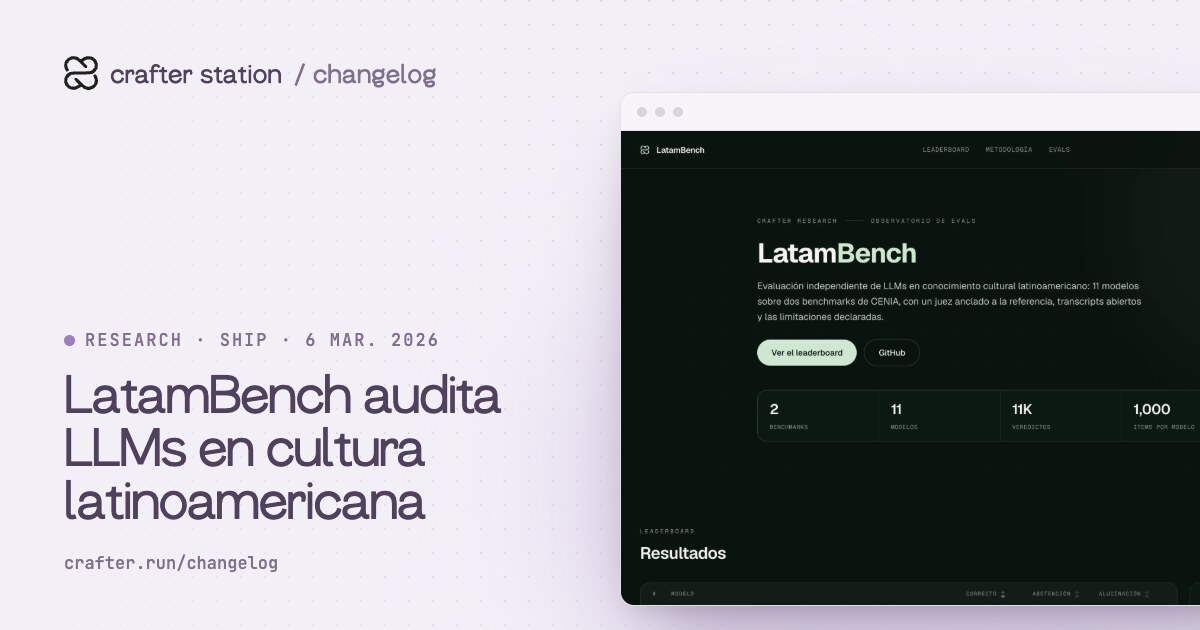 crafter station / changelog
RESEARCH · SHIP · 6 MAR. 2026
LatamBench audita
LLMs en cultura
latinoamericana
crafter.run/changelog
LatamBench
LEADERBOARD METODOLOGÍA EVALS
CRAFTER RESEARCH OBSERVATORIO DE EVALS
LatamBench
Evaluación independiente de LLMs en conocimiento cultural latinoamericano: 11 modelos
sobre dos benchmarks de CENIA, con un juez anclado a la referencia, transcripts abiertos
y las limitaciones declaradas.
Ver el leaderboard GitHub
2 11 11K 1,000
BENCHMARKS MODELOS VEREDICTOS ITEMS POR MODELO
LEADERBOARD
Resultados
# MODELO CORRECTO ABSTENCIÓN ALUCINACIÓN